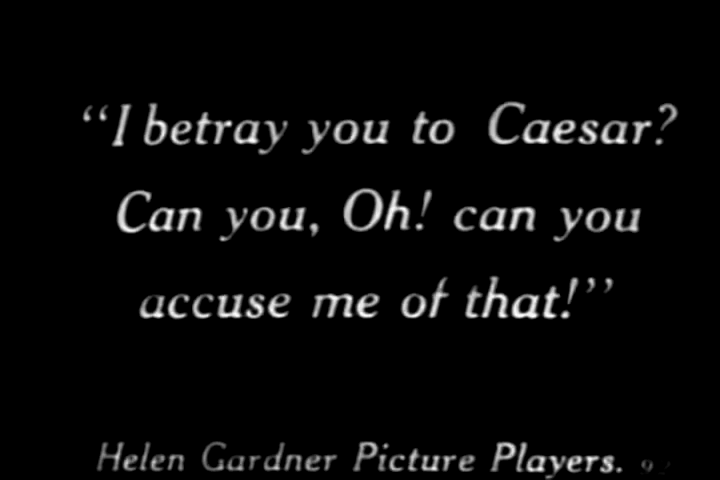 “I betray you to Caesar?
Can you, Oh! can you
accuse me of that!”
Helen Gardner Picture Players.